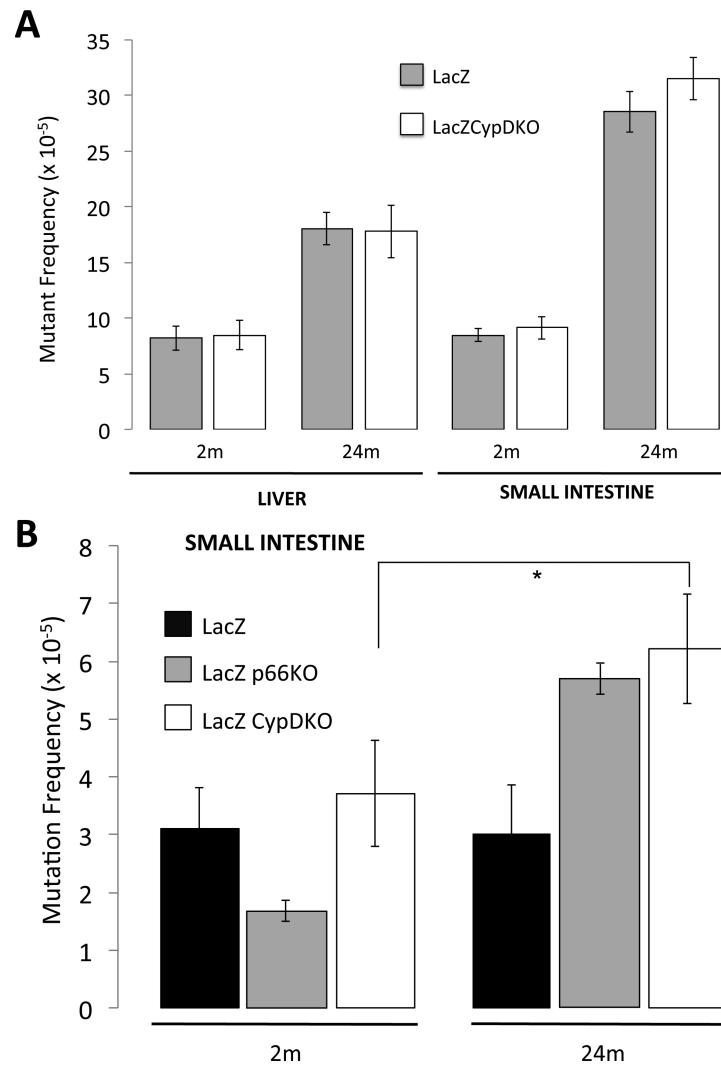 A
Mutant Frequency (x 10-5)
35
30
25
20
15
10
5
0
LacZ
LacZCypDKO
2m 24m 2m 24m
LIVER SMALL INTESTINE
B
SMALL INTESTINE
Mutation Frequency (x 10-5)
8
7
6
5
4
3
2
1
0
*
LacZ
LacZ p66KO
LacZ CypDKO
2m 24m